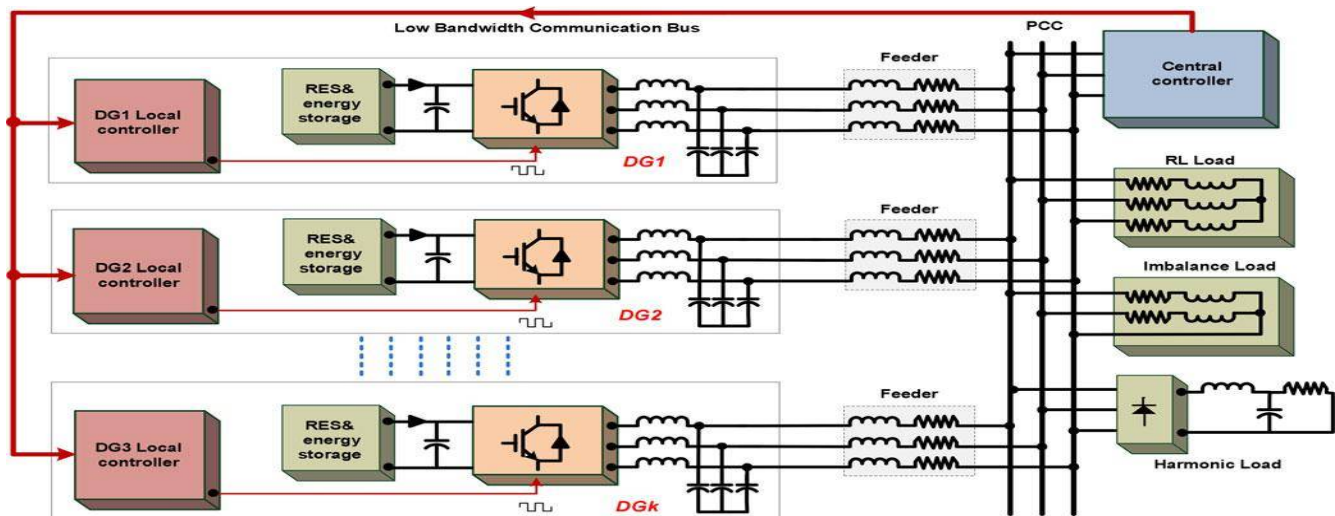 Low Bandwidth Communication Bus
PCC
Central
controller
Feeder
DG1 Local
controller
RES&
energy
storage
DG1
RL Load
Feeder
DG2 Local
controller
RES&
energy
storage
DG2
Imbalance Load
Feeder
DG3 Local
controller
RES&
energy
storage
DGk
Harmonic Load